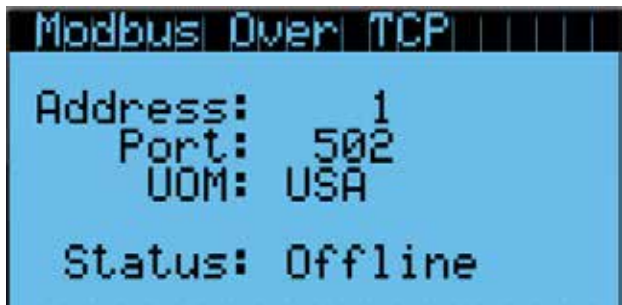 Modbus Over TCP
Address: 1
Port: 502
UOM: USA
Status: Offline